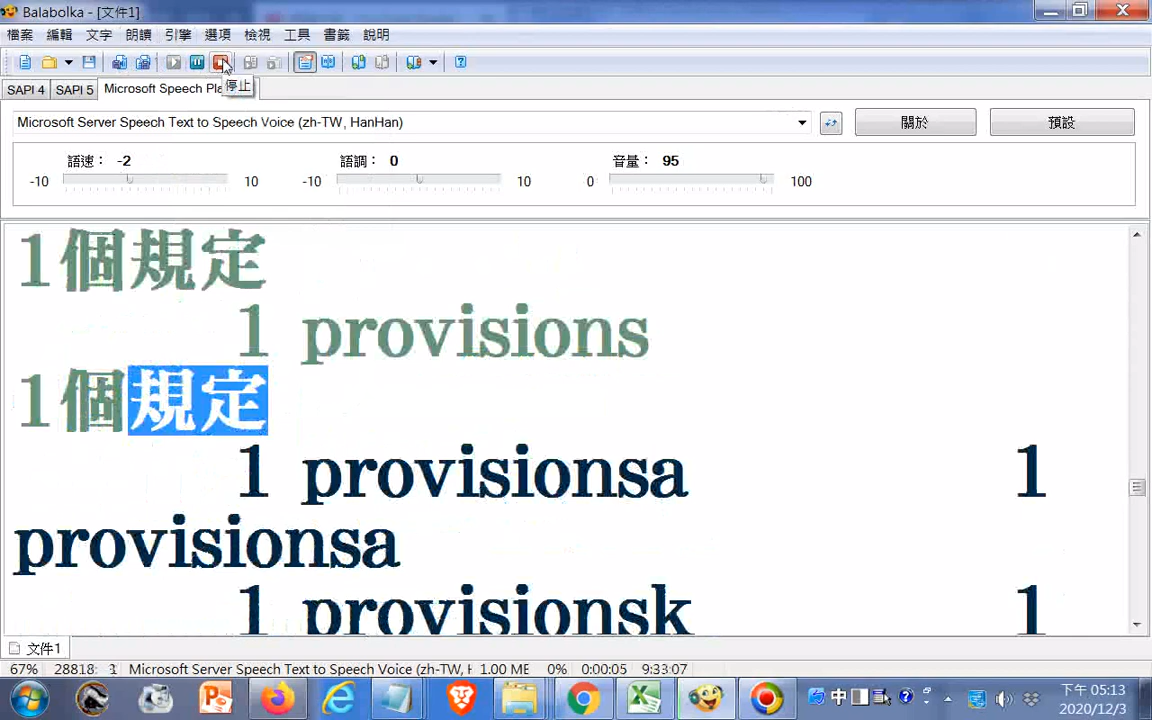 Balabolka - [文件1]
檔案 編輯 文字 朗讀 引擎 選項 檢視 工具 書籤 說明
停止
SAPI 4 SAPI 5 Microsoft Speech Pla
Microsoft Server Speech Text to Speech Voice (zh-TW, HanHan) 關於 預設
語速： -2 語調： 0 音量： 95
-10 10 -10 10 0 100
1個規定
1 provisions
1個規定
1 provisionsa 1
provisionsa
1 provisionsk 1
文件1
67% 28818: Microsoft Server Speech Text to Speech Voice (zh-TW, H 1.00 ME 0% 0:00:05 9:33:07
中 下午 05:13
2020/12/3